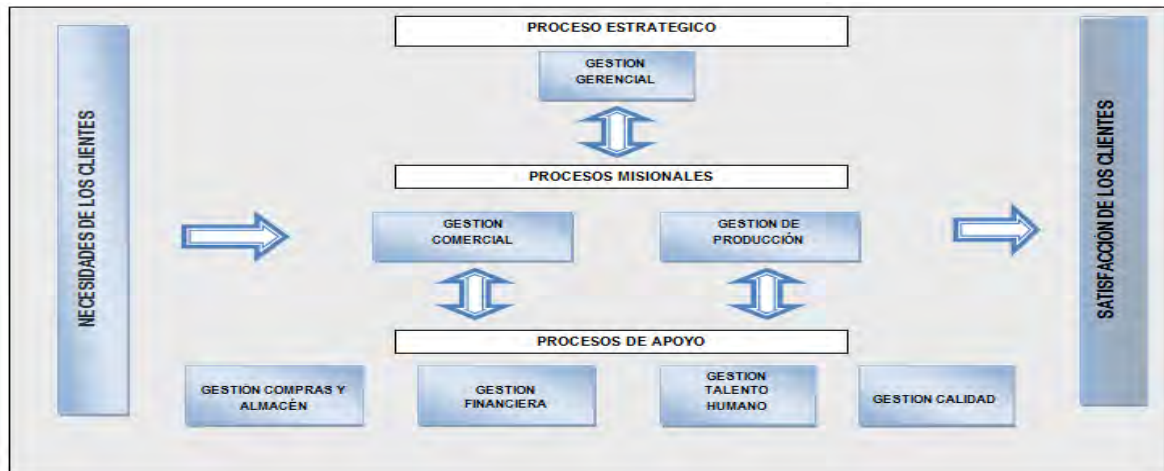 NECESIDADES DE LOS CLIENTES
PROCESO ESTRATEGICO
GESTION
GERENCIAL
PROCESOS MISIONALES
GESTION
COMERCIAL
GESTION DE
PRODUCCIÓN
PROCESOS DE APOYO
GESTIÓN COMPRAS Y
ALMACÉN
GESTION
FINANCIERA
GESTION
TALENTO
HUMANO
GESTION CALIDAD
SATISFACCIÓN DE LOS CLIENTES